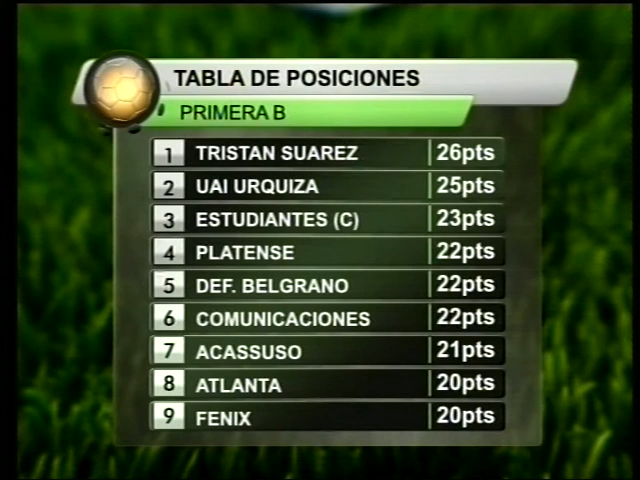 TABLA DE POSICIONES
PRIMERA B
1 TRISTAN SUAREZ 26pts
2 UAI URQUIZA 25pts
3 ESTUDIANTES (C) 23pts
4 PLATENSE 22pts
5 DEF. BELGRANO 22pts
6 COMUNICACIONES 22pts
7 ACASSUSO 21pts
8 ATLANTA 20pts
9 FENIX 20pts